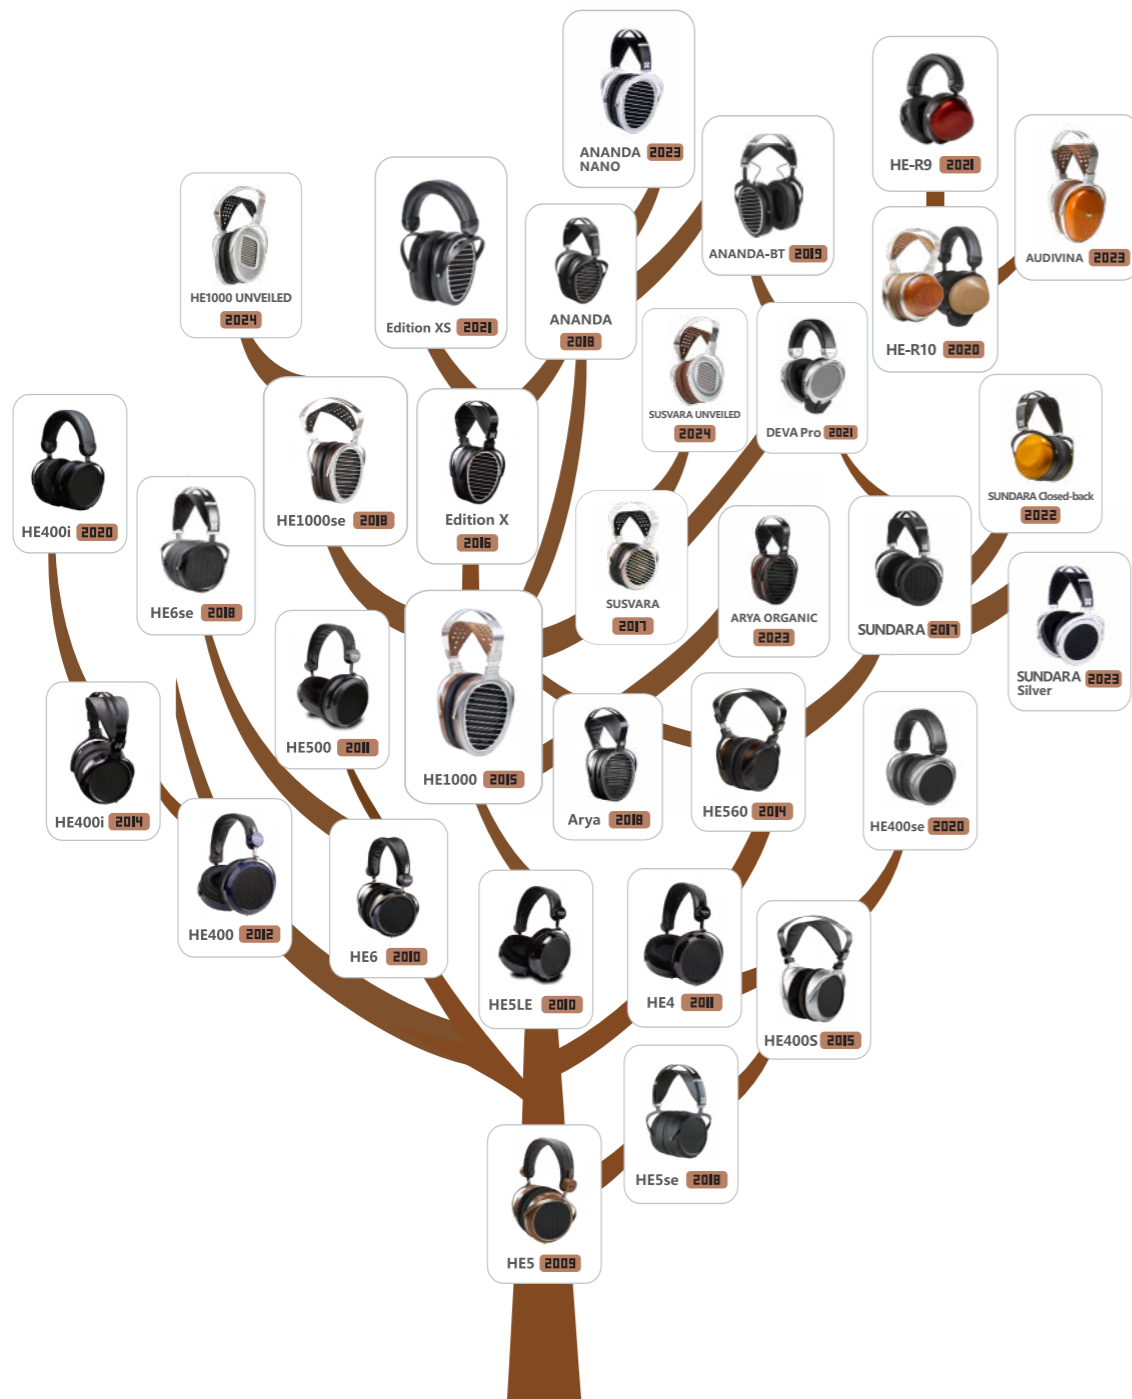 ANANDA 2023
NANO
HE-R9 2021
ANANDA-BT 2019
AUDIVINA 2023
HE1000 UNVEILED
2024
Edition XS 2021
ANANDA
2018
HE-R10 2020
SUSVARA UNVEILED
2024
DEVA Pro 2021
HE400i 2020
HE1000se 2018
Edition X
2016
SUNDARA Closed-back
2022
HE6se 2018
SUSVARA
2017
ARYA ORGANIC
2023
SUNDARA 2017
SUNDARA 2023
Silver
HE500 2011
HE1000 2015
HE400i 2014
Arya 2018
HE560 2014
HE400se 2020
HE400 2012
HE6 2010
HE5LE 2010
HE4 2011
HE400S 2015
HE5se 2018
HE5 2009